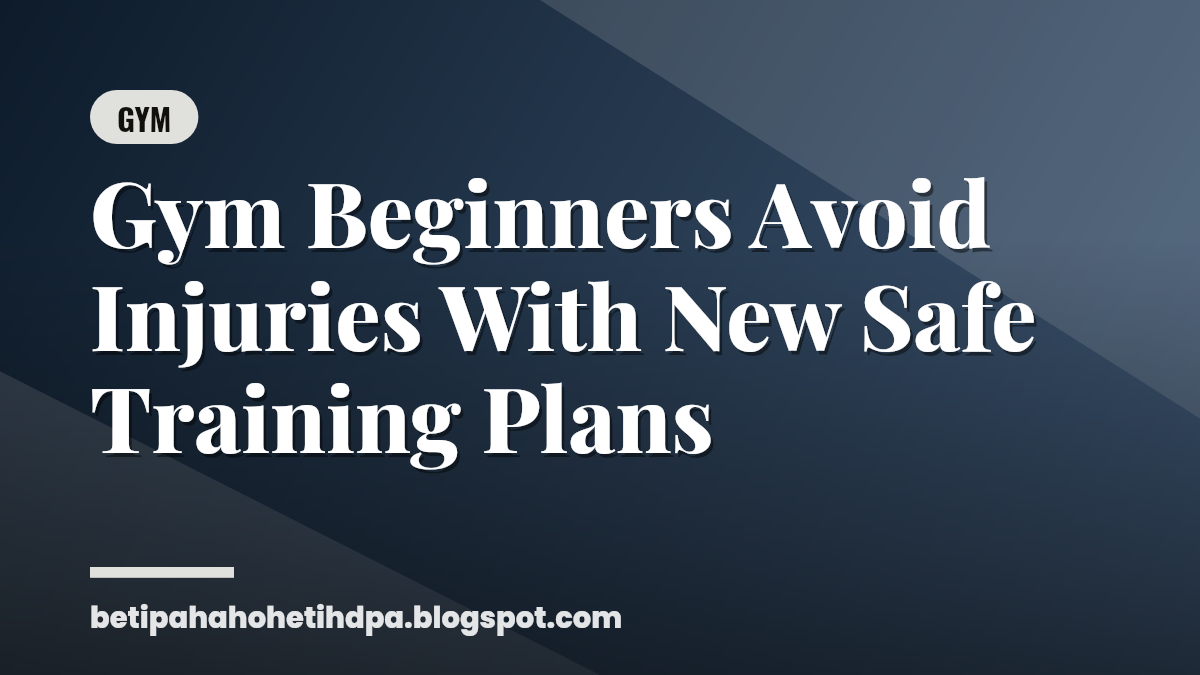 GYM
Gym Beginners Avoid
Injuries With New Safe
Training Plans
betipahahohetihdpa.blogspot.com